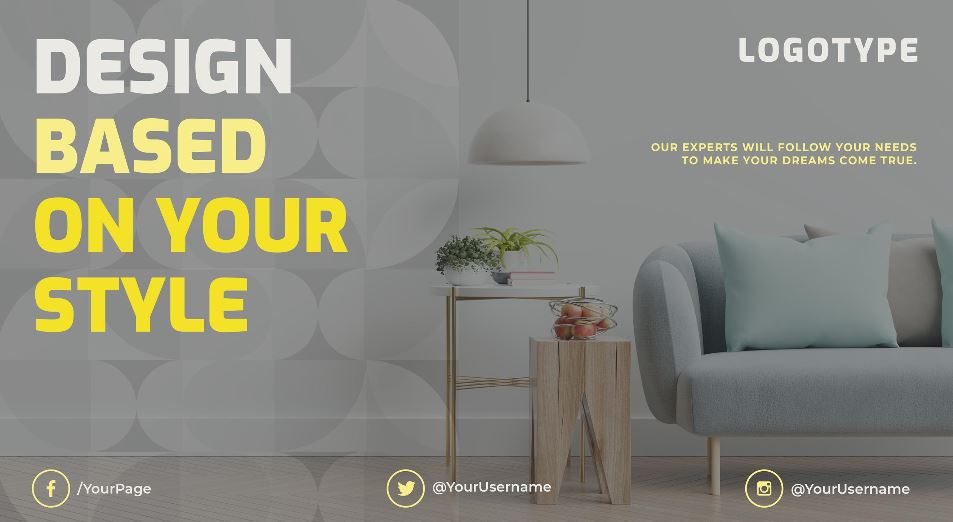 DESIGN
BASED
ON YOUR
STYLE
LOGOTYPE
OUR EXPERTS WILL FOLLOW YOUR NEEDS
TO MAKE YOUR DREAMS COME TRUE.
/YourPage
@YourUsername
@YourUsername